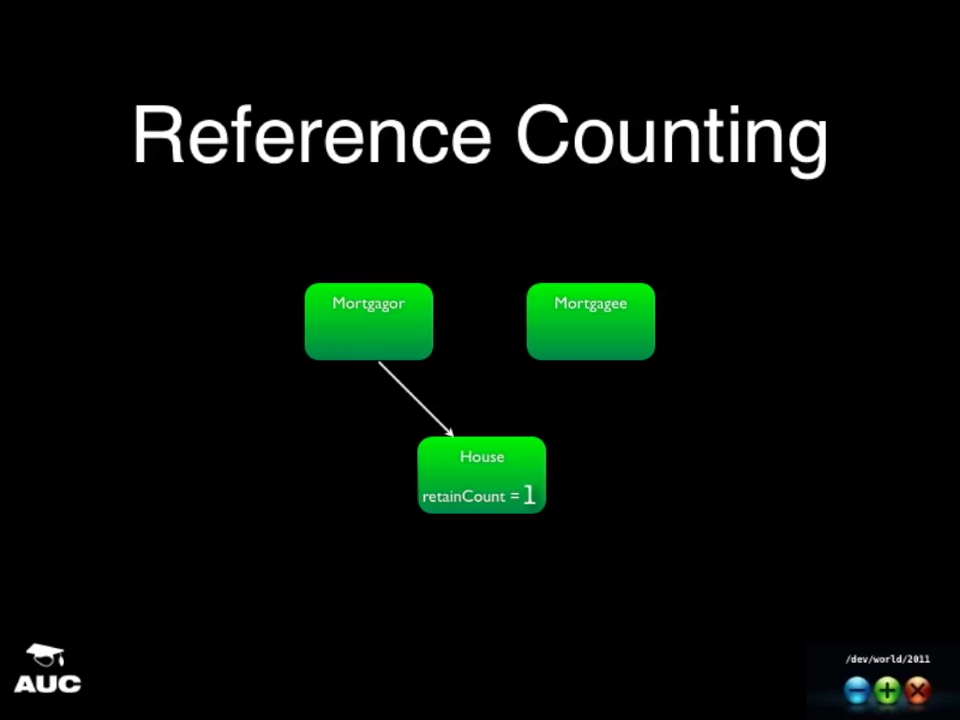 Reference Counting
Mortgagor
Mortgagee
House
retainCount = 1
AUC
/dev/world/2011